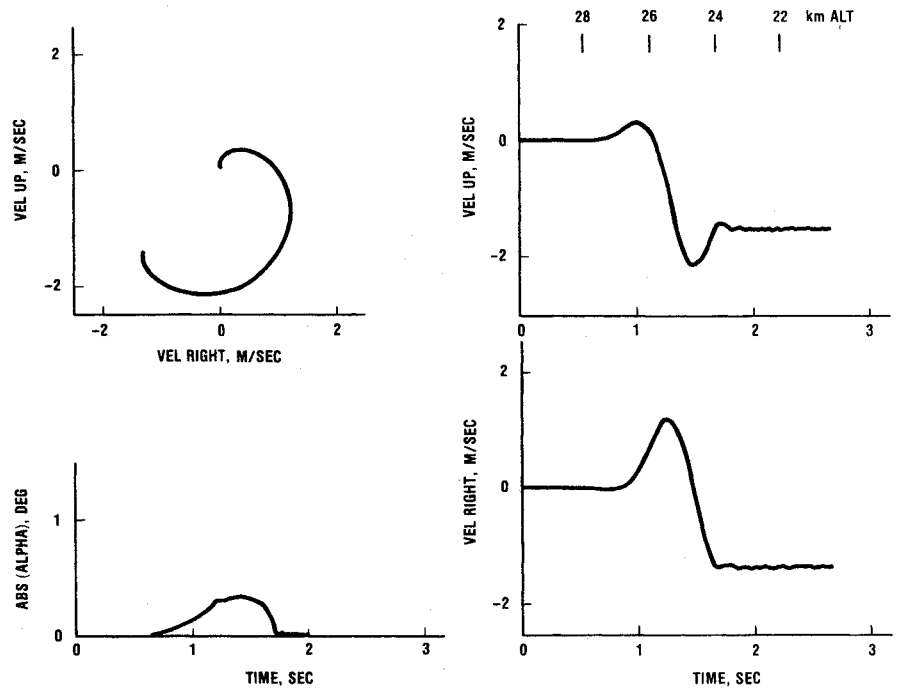 2
0
−2
VEL UP, M/SEC
−2 0 2
VEL RIGHT, M/SEC
28 26 24 22 km ALT
2
0
−2
VEL UP, M/SEC
0 1 2 3
1
0
ABS (ALPHA), DEG
0 1 2 3
TIME, SEC
2
0
−2
VEL RIGHT, M/SEC
0 1 2 3
TIME, SEC